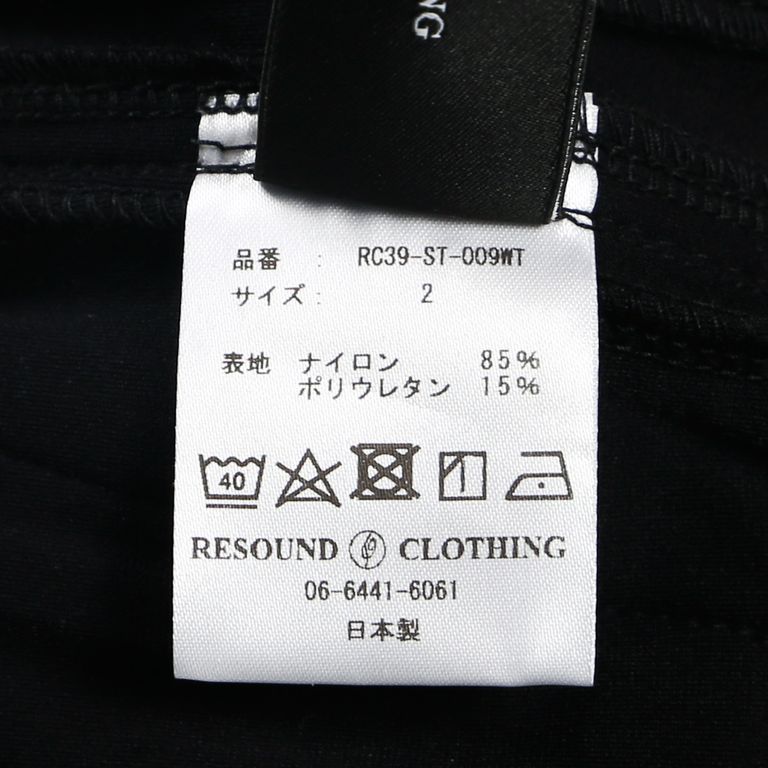 NG
品番 : RC39-ST-009WT
サイズ : 2
表地 ナイロン 85%
ポリウレタン 15%
40
RESOUND CLOTHING
06-6441-6061
日本製